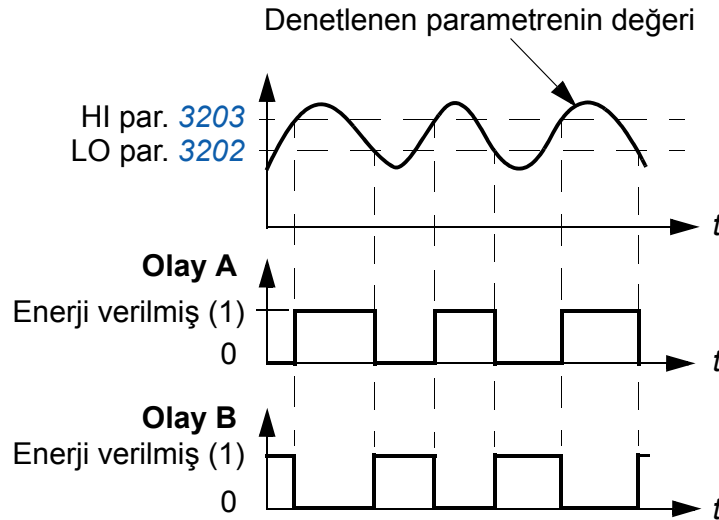 Denetlenen parametrenin değeri
HI par. 3203
LO par. 3202
t
Olay A
Enerji verilmiş (1)
0
t
Olay B
Enerji verilmiş (1)
0
t